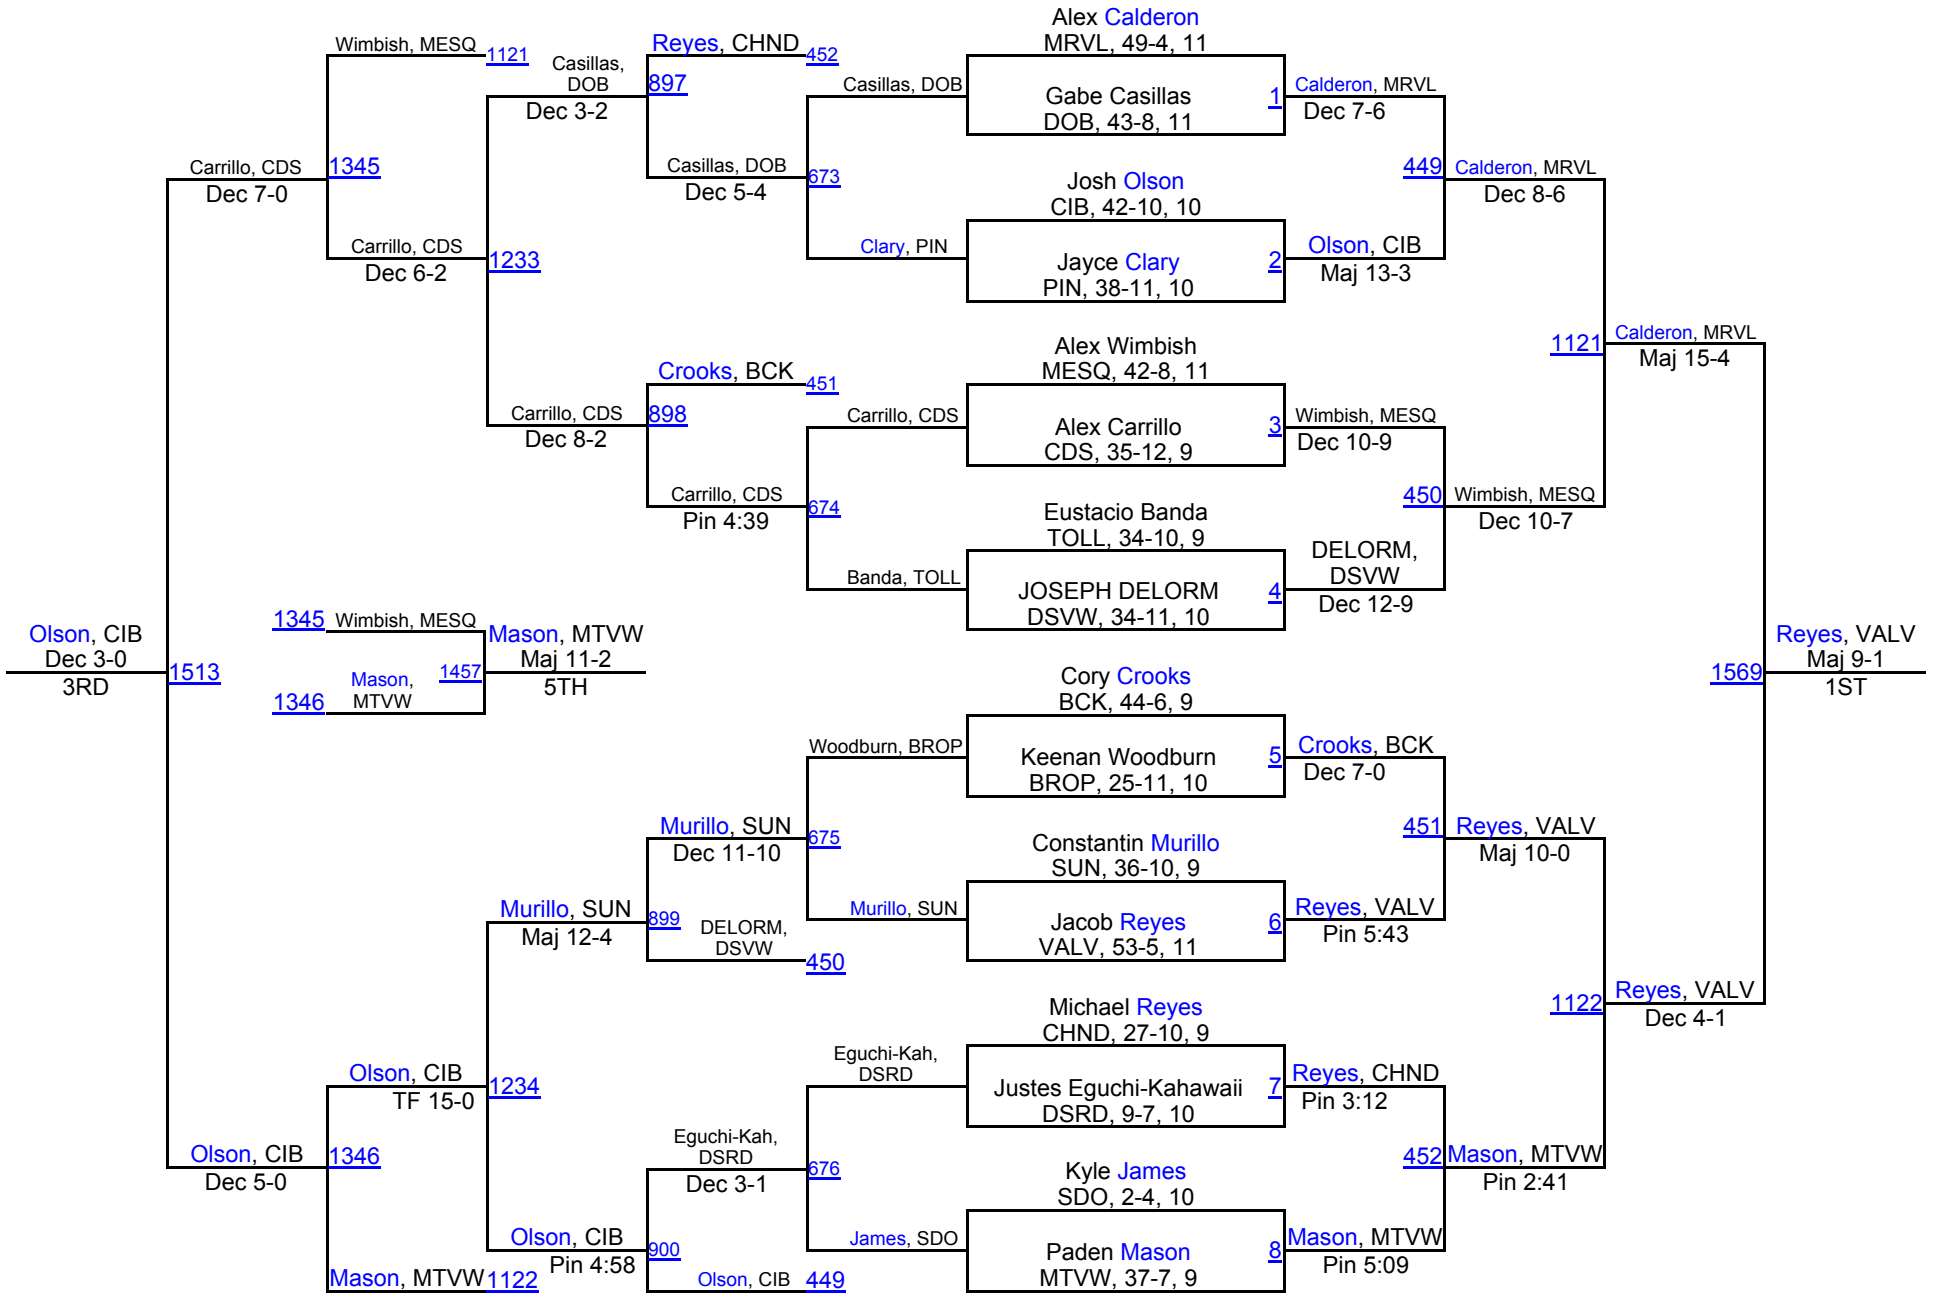 Alex Calderon
MRVL, 49-4, 11
Gabe Casillas
DOB, 43-8, 11
1
Josh Olson
CIB, 42-10, 10
Jayce Clary
PIN, 38-11, 10
2
Alex Wimbish
MESQ, 42-8, 11
Alex Carrillo
CDS, 35-12, 9
3
Eustacio Banda
TOLL, 34-10, 9
JOSEPH DELORM
DSVW, 34-11, 10
4
Cory Crooks
BCK, 44-6, 9
Keenan Woodburn
BROP, 25-11, 10
5
Constantin Murillo
SUN, 36-10, 9
Jacob Reyes
VALV, 53-5, 11
6
Michael Reyes
CHND, 27-10, 9
Justes Eguchi-Kahawaii
DSRD, 9-7, 10
7
Kyle James
SDO, 2-4, 10
Paden Mason
MTVW, 37-7, 9
8
Calderon, MRVL
Dec 7-6
449
Olson, CIB
Maj 13-3
Wimbish, MESQ
Dec 10-9
450
DELORM,
DSVW
Dec 12-9
Crooks, BCK
Dec 7-0
451
Reyes, VALV
Pin 5:43
Reyes, CHND
Pin 3:12
452
Mason, MTVW
Pin 5:09
Calderon, MRVL
Dec 8-6
1121
Wimbish, MESQ
Dec 10-7
Reyes, VALV
Maj 10-0
1122
Mason, MTVW
Pin 2:41
Calderon, MRVL
Maj 15-4
1569
Reyes, VALV
Dec 4-1
Reyes, VALV
Maj 9-1
1ST
Casillas, DOB
673
Clary, PIN
Carrillo, CDS
674
Banda, TOLL
Woodburn, BROP
675
Murillo, SUN
Eguchi-Kah,
DSRD
676
James, SDO
Reyes, CHND
452
897
Casillas, DOB
Dec 5-4
Crooks, BCK
451
898
Carrillo, CDS
Pin 4:39
Murillo, SUN
Dec 11-10
899
DELORM,
DSVW
450
Eguchi-Kah,
DSRD
Dec 3-1
900
Olson, CIB
449
Casillas,
DOB
Dec 3-2
1233
Carrillo, CDS
Dec 8-2
Murillo, SUN
Maj 12-4
1234
Olson, CIB
Pin 4:58
Wimbish, MESQ
1121
1345
Carrillo, CDS
Dec 6-2
Olson, CIB
TF 15-0
1346
Mason, MTVW
1122
Carrillo, CDS
Dec 7-0
1513
Olson, CIB
Dec 5-0
Olson, CIB
Dec 3-0
3RD
1345
Wimbish, MESQ
1457
1346
Mason,
MTVW
Mason, MTVW
Maj 11-2
5TH